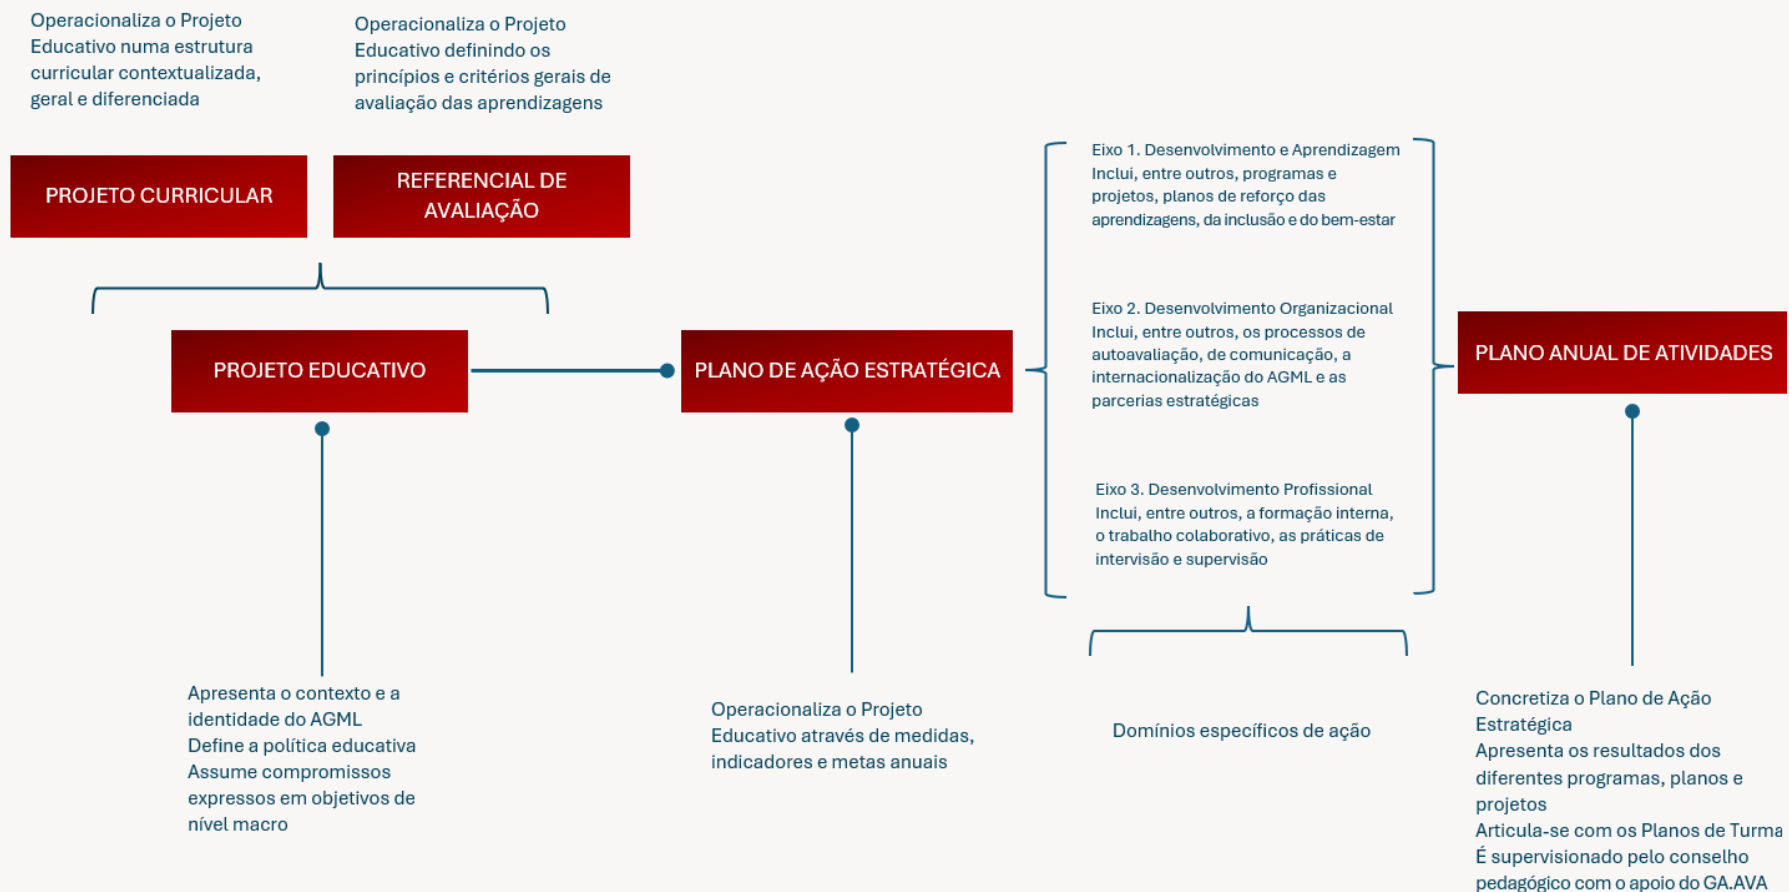 Operacionaliza o Projeto
Educativo numa estrutura
curricular contextualizada,
geral e diferenciada
Operacionaliza o Projeto
Educativo definindo os
princípios e critérios gerais de
avaliação das aprendizagens
PROJETO CURRICULAR
REFERENCIAL DE
AVALIAÇÃO
PROJETO EDUCATIVO
PLANO DE AÇÃO ESTRATÉGICA
Eixo 1. Desenvolvimento e Aprendizagem
Inclui, entre outros, programas e
projetos, planos de reforço das
aprendizagens, da inclusão e do bem-estar
Eixo 2. Desenvolvimento Organizacional
Inclui, entre outros, os processos de
autoavaliação, de comunicação, a
internacionalização do AGML e as
parcerias estratégicas
Eixo 3. Desenvolvimento Profissional
Inclui, entre outros, a formação interna,
o trabalho colaborativo, as práticas de
intervisão e supervisão
PLANO ANUAL DE ATIVIDADES
Apresenta o contexto e a
identidade do AGML
Define a política educativa
Assume compromissos
expressos em objetivos de
nível macro
Operacionaliza o Projeto
Educativo através de medidas,
indicadores e metas anuais
Domínios específicos de ação
Concretiza o Plano de Ação
Estratégica
Apresenta os resultados dos
diferentes programas, planos e
projetos
Articula-se com os Planos de Turma
É supervisionado pelo conselho
pedagógico com o apoio do GA.AVA